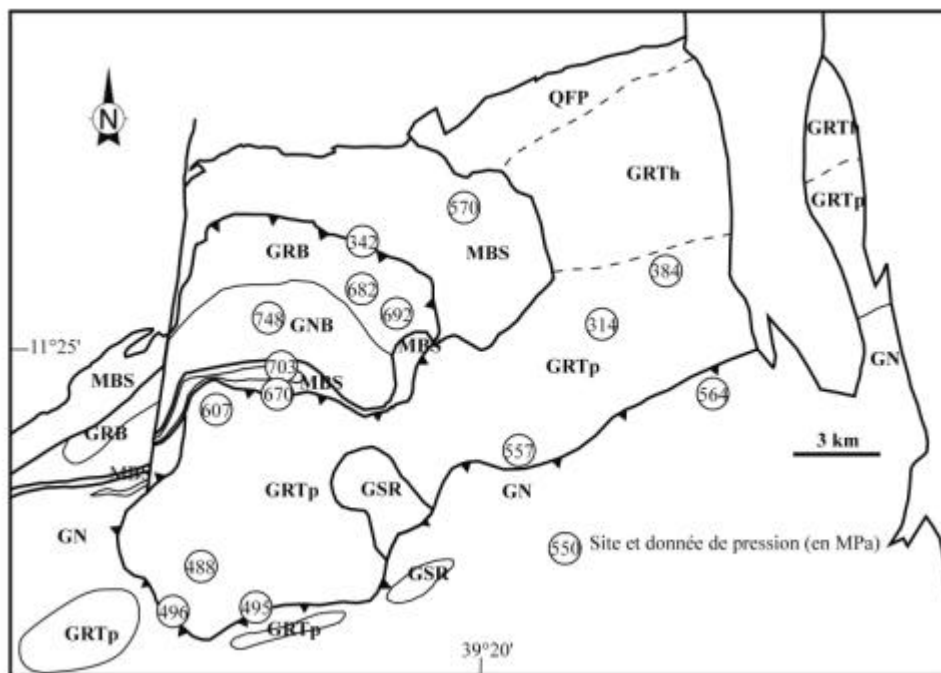 N
QFP
GRTh
GRTh
GRTp
570
MBS
GRB
342
682
692
384
748
GNB
314
11°25'
MBS
GRTp
GN
MBS
703
MBS
670
607
564
GRB
3 km
557
GRTp
GSR
GN
GN
550 Site et donnée de pression (en MPa)
488
GSR
496
495
GRTp
GRTp
39°20'